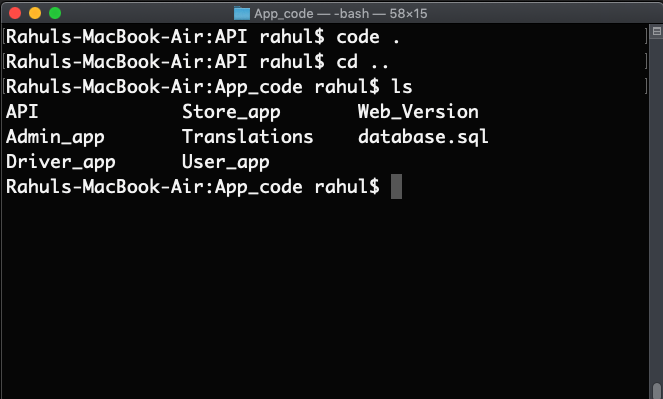 App_code — -bash — 58×15
[Rahuls-MacBook-Air:API rahul$ code . ]
[Rahuls-MacBook-Air:API rahul$ cd .. ]
[Rahuls-MacBook-Air:App_code rahul$ ls ]
API Store_app Web_Version
Admin_app Translations database.sql
Driver_app User_app
Rahuls-MacBook-Air:App_code rahul$